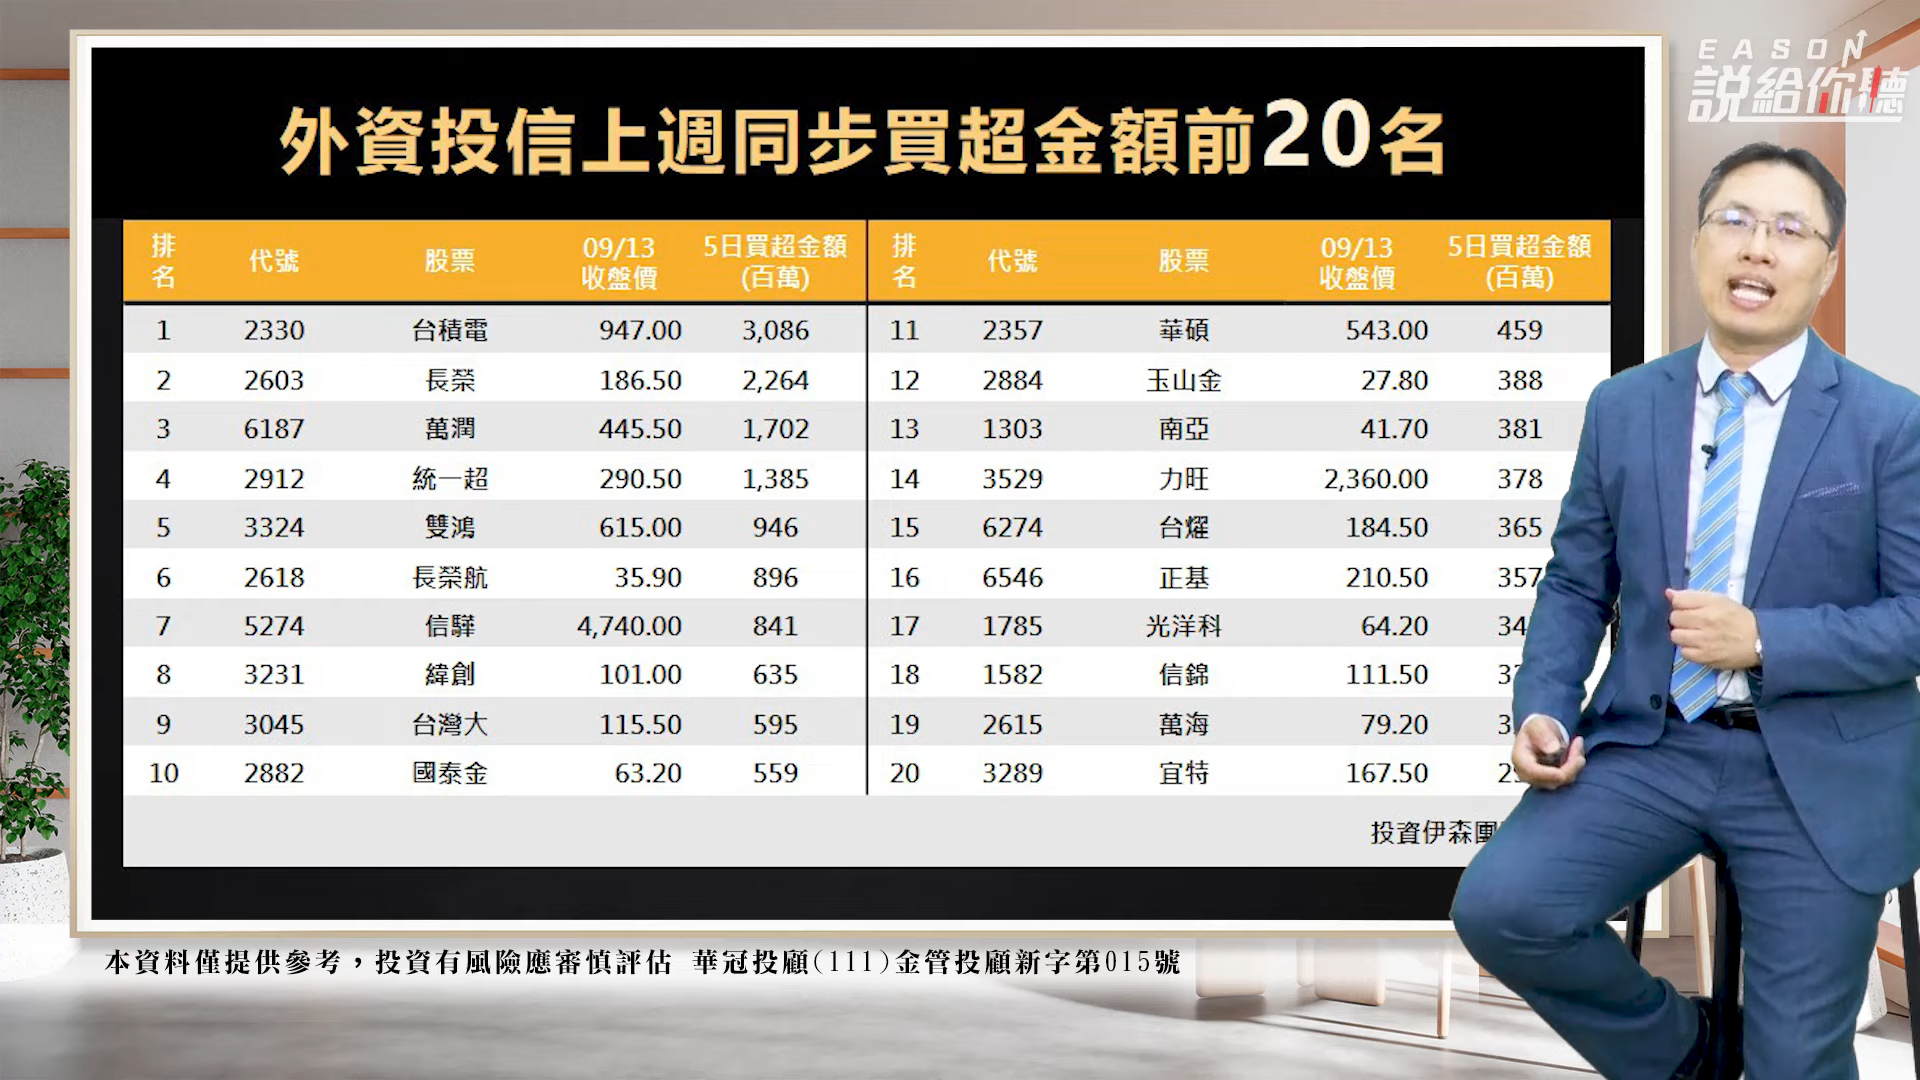 EASON
說給你聽
外資投信上週同步買超金額前20名
排名 代號 股票 09/13收盤價 5日買超金額(百萬) 排名 代號 股票 09/13收盤價 5日買超金額(百萬)
1 2330 台積電 947.00 3,086 11 2357 華碩 543.00 459
2 2603 長榮 186.50 2,264 12 2884 玉山金 27.80 388
3 6187 萬潤 445.50 1,702 13 1303 南亞 41.70 381
4 2912 統一超 290.50 1,385 14 3529 力旺 2,360.00 378
5 3324 雙鴻 615.00 946 15 6274 台燿 184.50 365
6 2618 長榮航 35.90 896 16 6546 正基 210.50 357
7 5274 信驊 4,740.00 841 17 1785 光洋科 64.20
8 3231 緯創 101.00 635 18 1582 信錦 111.50
9 3045 台灣大 115.50 595 19 2615 萬海 79.20
10 2882 國泰金 63.20 559 20 3289 宜特 167.50
投資伊森團
本資料僅提供參考，投資有風險應審慎評估 華冠投顧(111)金管投顧新字第015號